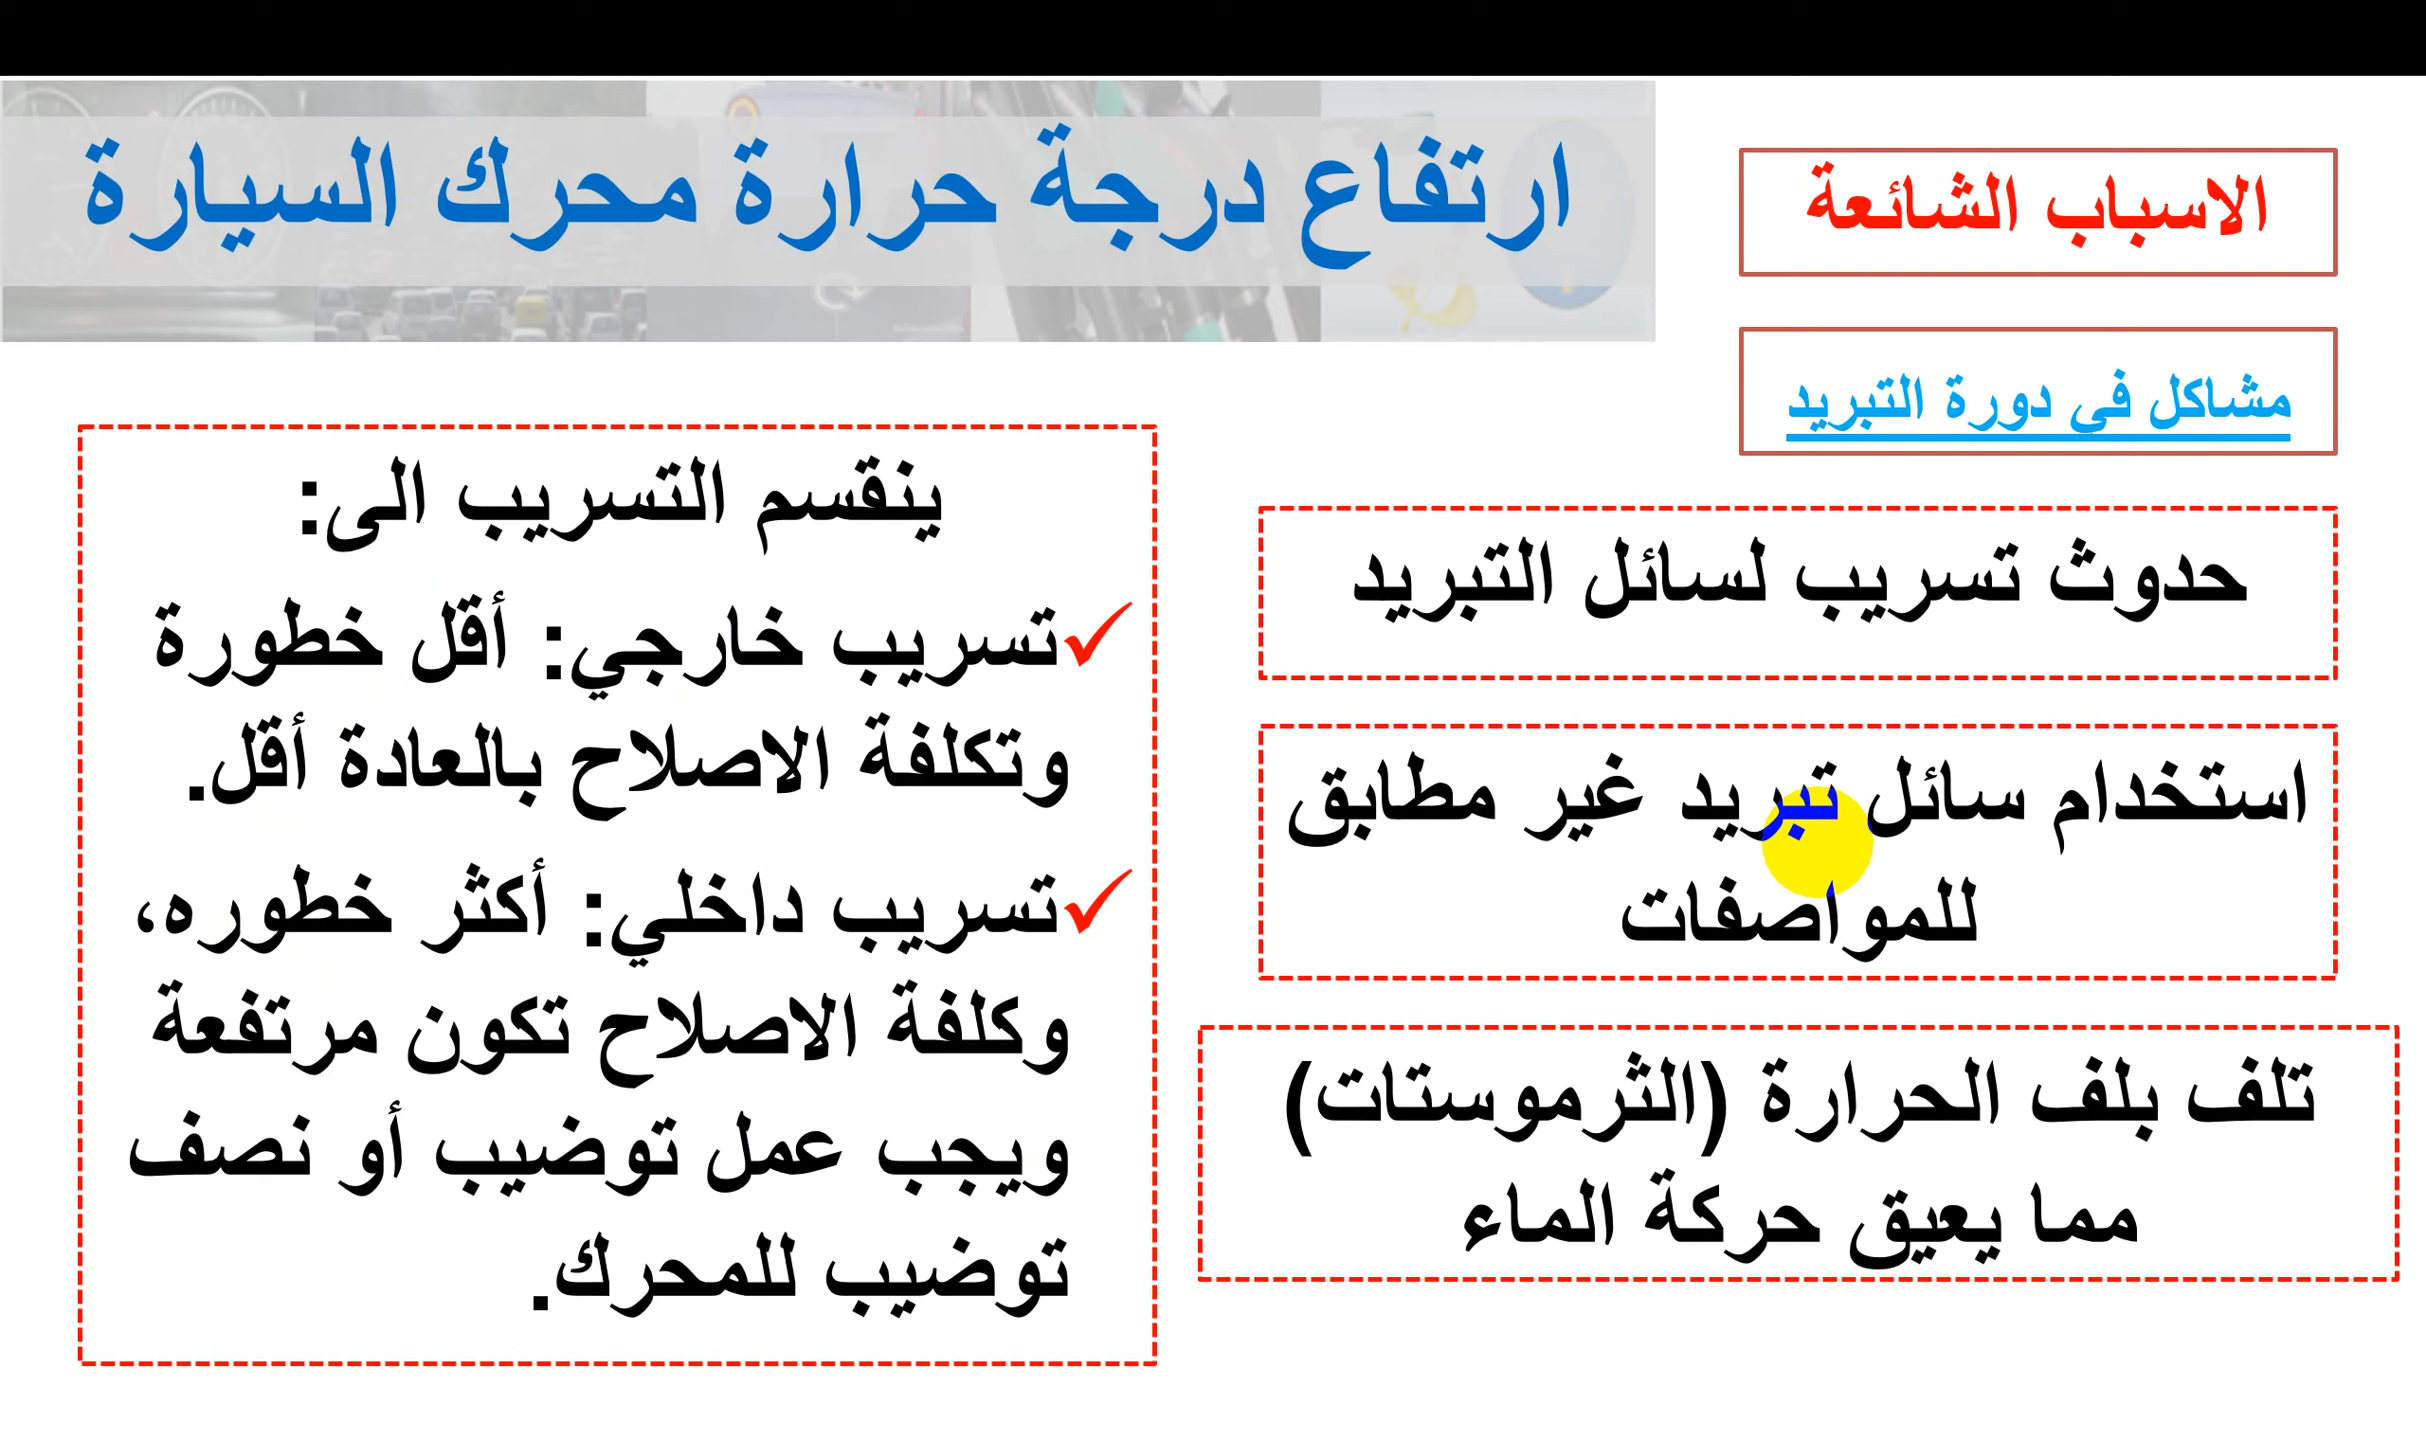 ارتفاع درجة حرارة محرك السيارة
الاسباب الشائعة
مشاكل في دورة التبريد
حدوث تسريب لسائل التبريد
استخدام سائل تبريد غير مطابق
للمواصفات
تلف بلف الحرارة (الثرموستات)
مما يعيق حركة الماء
ينقسم التسريب الى:
✓تسريب خارجي: أقل خطورة
وتكلفة الاصلاح بالعادة أقل.
✓تسريب داخلي: أكثر خطوره،
وكلفة الاصلاح تكون مرتفعة
ويجب عمل توضيب أو نصف
توضيب للمحرك.